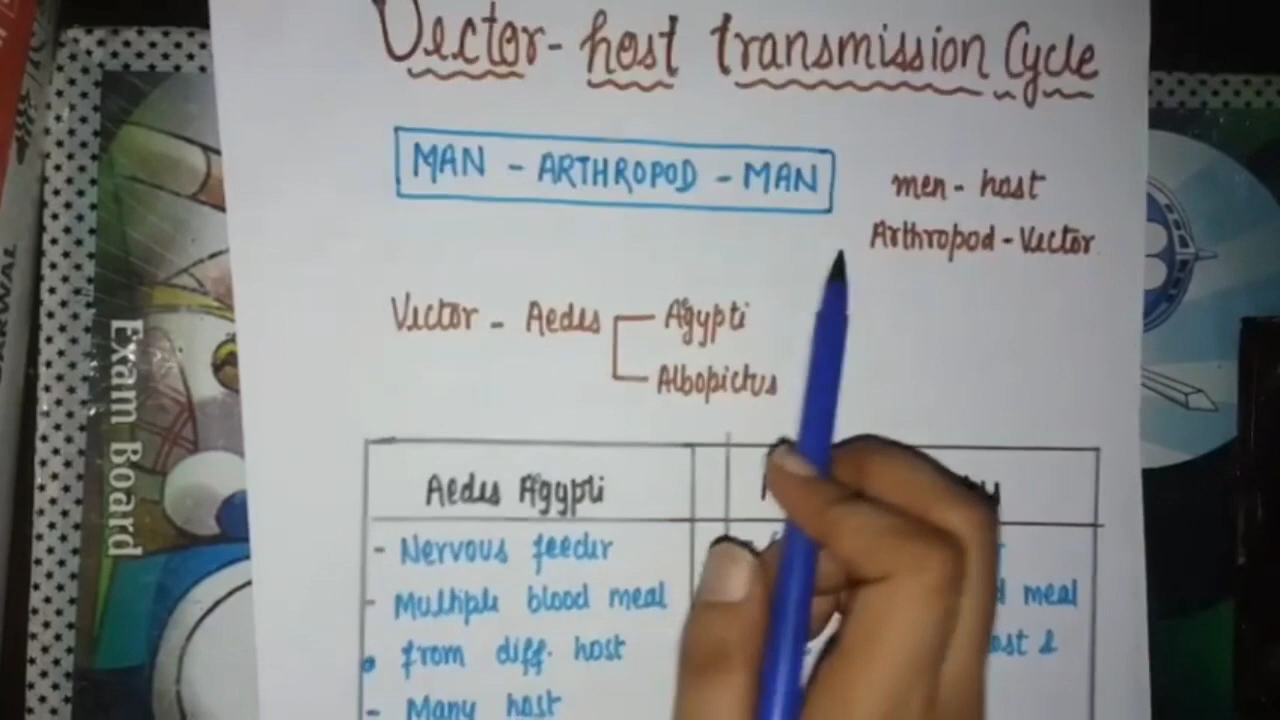 Vector - host transmission Cycle
MAN - ARTHROPOD - MAN
men - host
Arthropod - Vector
Vector - Aedes
Agypti
Albopictus
Aedes Agypti
- Nervous feeder
- Multiple blood meal
from diff. host
- Many host
meal
&
Exam Board